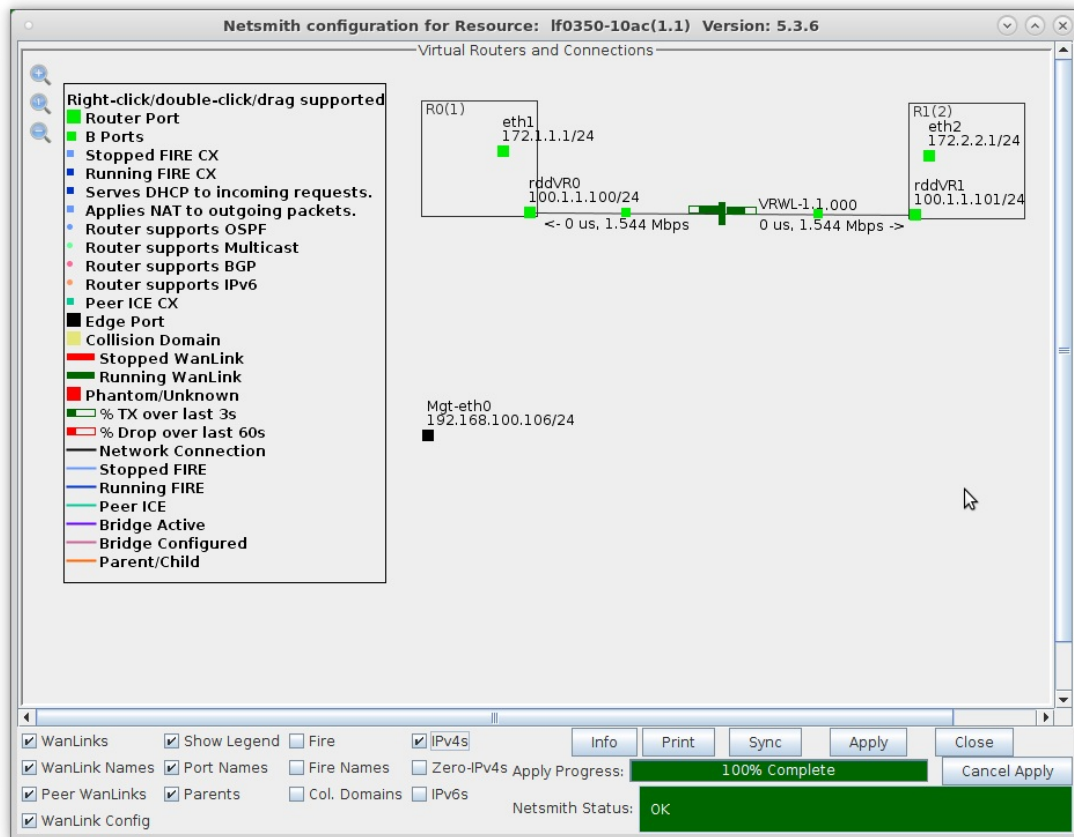 Netsmith configuration for Resource:  lf0350-10ac(1.1)  Version: 5.3.6
Virtual Routers and Connections
Right-click/double-click/drag supported
Router Port
B Ports
Stopped FIRE CX
Running FIRE CX
Serves DHCP to incoming requests.
Applies NAT to outgoing packets.
Router supports OSPF
Router supports Multicast
Router supports BGP
Router supports IPv6
Peer ICE CX
Edge Port
Collision Domain
Stopped WanLink
Running WanLink
Phantom/Unknown
% TX over last 3s
% Drop over last 60s
Network Connection
Stopped FIRE
Running FIRE
Peer ICE
Bridge Active
Bridge Configured
Parent/Child
R0(1)
eth1
172.1.1.1/24
rddVR0
100.1.1.100/24
<- 0 us, 1.544 Mbps
VRWL-1.1.000
0 us, 1.544 Mbps ->
R1(2)
eth2
172.2.2.1/24
rddVR1
100.1.1.101/24
Mgt-eth0
192.168.100.106/24
WanLinks Show Legend Fire IPv4s Info Print Sync Apply Close
WanLink Names Port Names Fire Names Zero-IPv4s Apply Progress: 100% Complete Cancel Apply
Peer WanLinks Parents Col. Domains IPv6s Netsmith Status: OK
WanLink Config